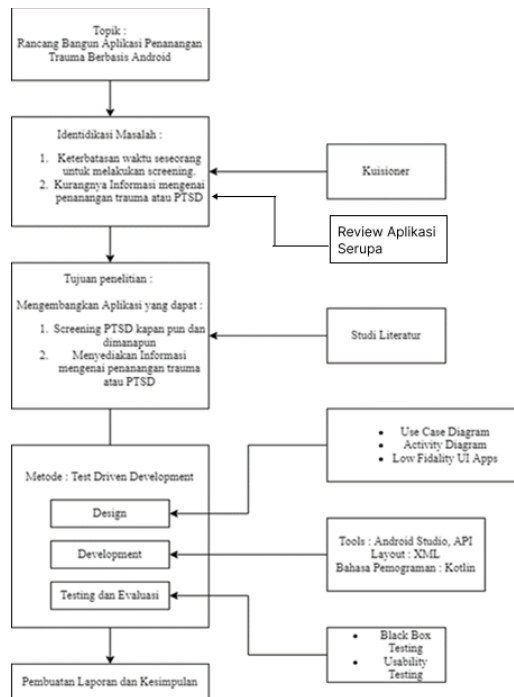 Topik :
Rancang Bangun Aplikasi Penanangan
Trauma Berbasis Android
Identidikasi Masalah :
1. Keterbatasan waktu seseorang
untuk melakukan screening.
2. Kurangnya Informasi mengenai
penanganan trauma atau PTSD
Kuisioner
Review Aplikasi
Serupa
Tujuan penelitian :
Mengembangkan Aplikasi yang dapat :
1. Screening PTSD kapan pun dan
dimanapun
2. Menyediakan Informasi
mengenai penanganan trauma
atau PTSD
Studi Literatur
Metode : Test Driven Development
Design
Development
Testing dan Evaluasi
• Use Case Diagram
• Activity Diagram
• Low Fidality UI Apps
Tools : Android Studio, API
Layout : XML
Bahasa Pemograman : Kotlin
• Black Box
Testing
• Usability
Testing
Pembuatan Laporan dan Kesimpulan